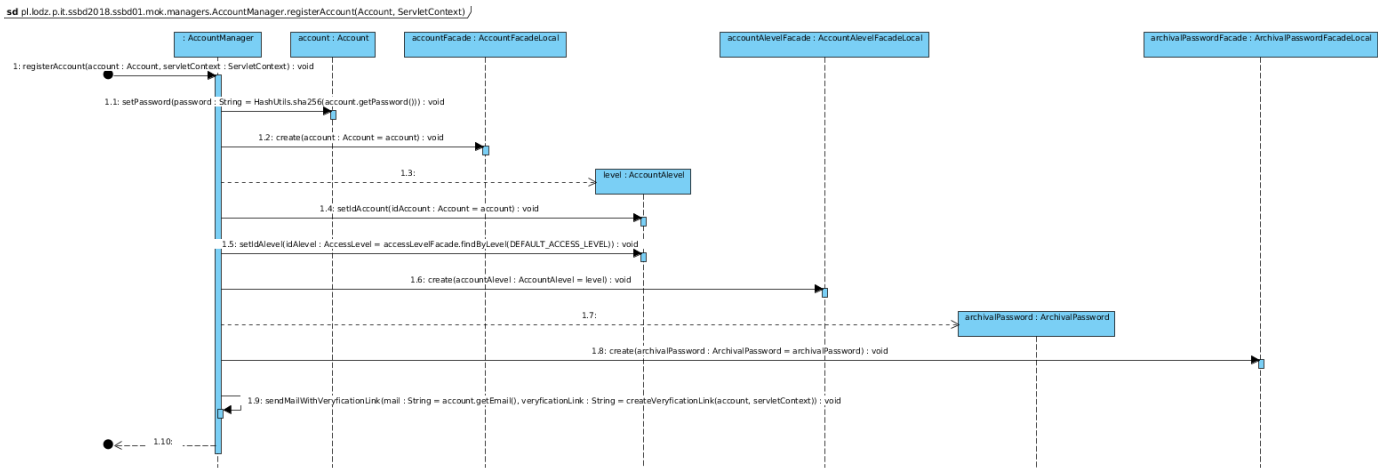 sd pl.lodz.p.it.ssbd2018.ssbd01.mok.managers.AccountManager.registerAccount(Account, ServletContext)
: AccountManager
account : Account
accountFacade : AccountFacadeLocal
accountAlevelFacade : AccountAlevelFacadeLocal
archivalPasswordFacade : ArchivalPasswordFacadeLocal
1: registerAccount(account : Account, servletContext : ServletContext) : void
1.1: setPassword(password : String = HashUtils.sha256(account.getPassword())) : void
1.2: create(account : Account = account) : void
1.3:
level : AccountAlevel
1.4: setIdAccount(idAccount : Account = account) : void
1.5: setIdAlevel(idAlevel : AccessLevel = accessLevelFacade.findByLevel(DEFAULT_ACCESS_LEVEL)) : void
1.6: create(accountAlevel : AccountAlevel = level) : void
1.7:
archivalPassword : ArchivalPassword
1.8: create(archivalPassword : ArchivalPassword = archivalPassword) : void
1.9: sendMailWithVeryficationLink(mail : String = account.getEmail(), veryficationLink : String = createVeryficationLink(account, servletContext)) : void
1.10: